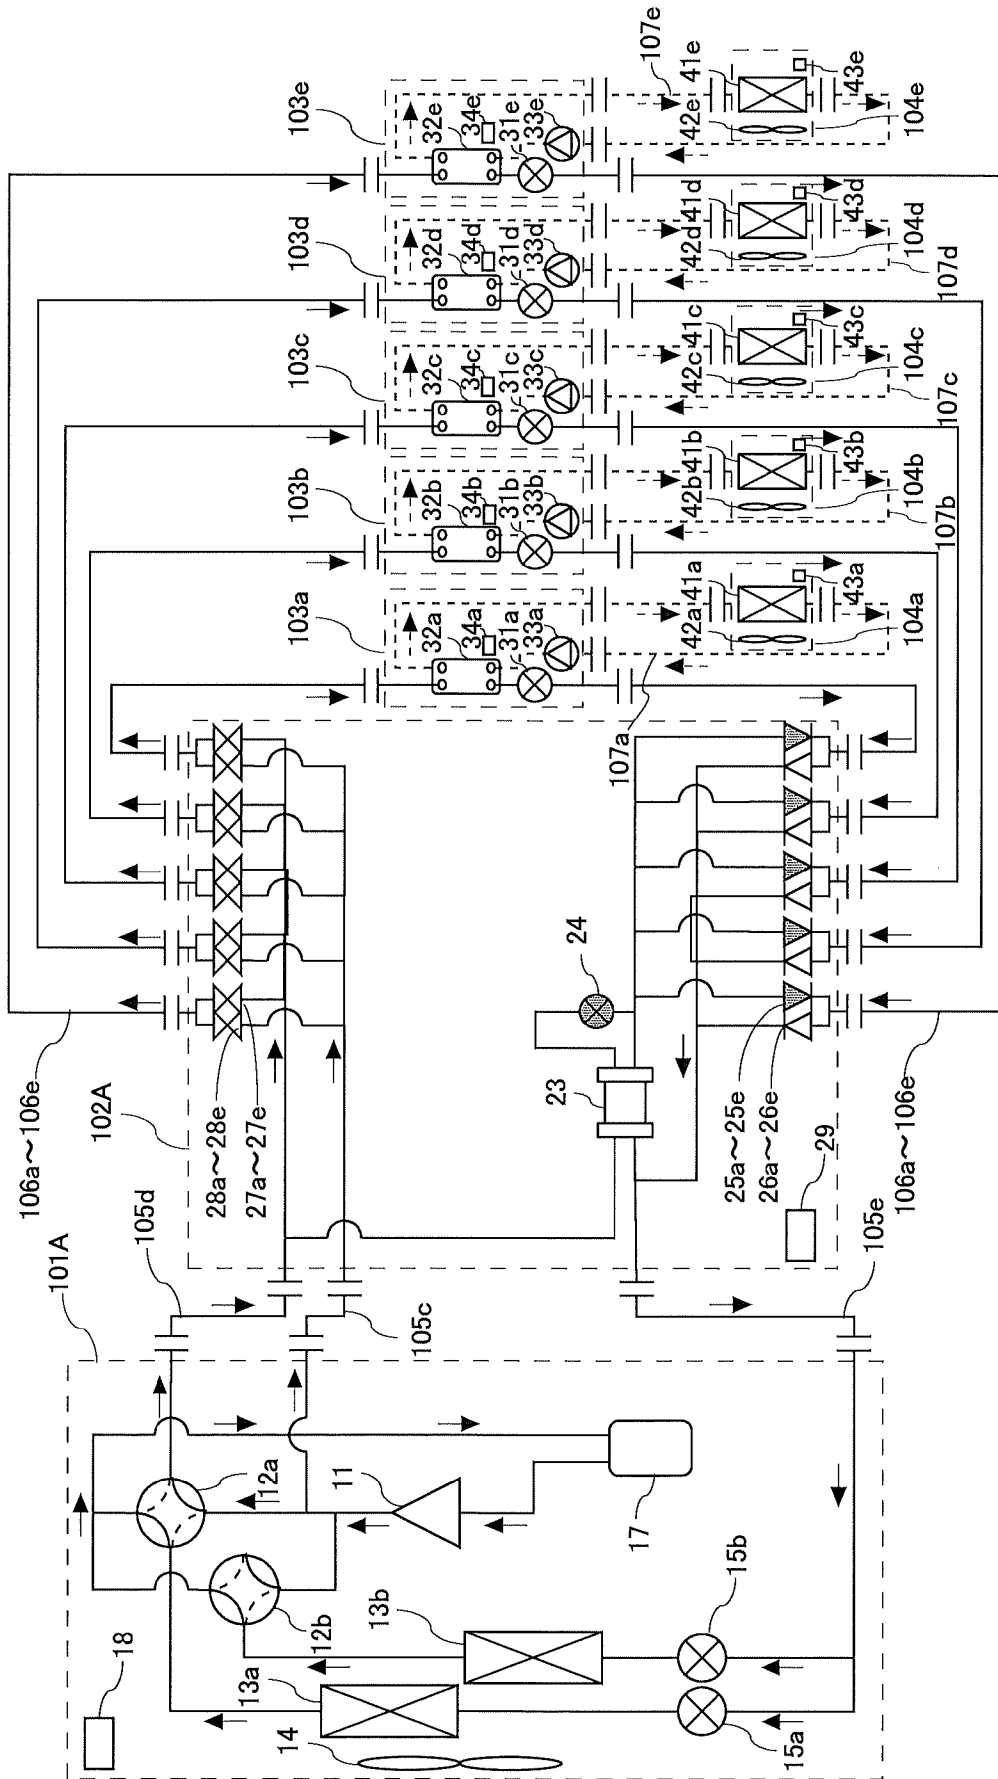 101A
18
14
13a
13b
12a
12b
11
17
15a
15b
105d
105c
105e
102A
106a～106e
28a～28e
27a～27e
23
24
25a～25e
26a～26e
29
106a～106e
103a
32a
34a
31a
33a
107a
42a
41a
43a
104a
103b
32b
34b
31b
33b
107b
42b
41b
43b
104b
103c
32c
34c
31c
33c
107c
42c
41c
43c
104c
103d
32d
34d
31d
33d
107d
42d
41d
43d
104d
103e
32e
34e
31e
33e
107e
42e
41e
43e
104e